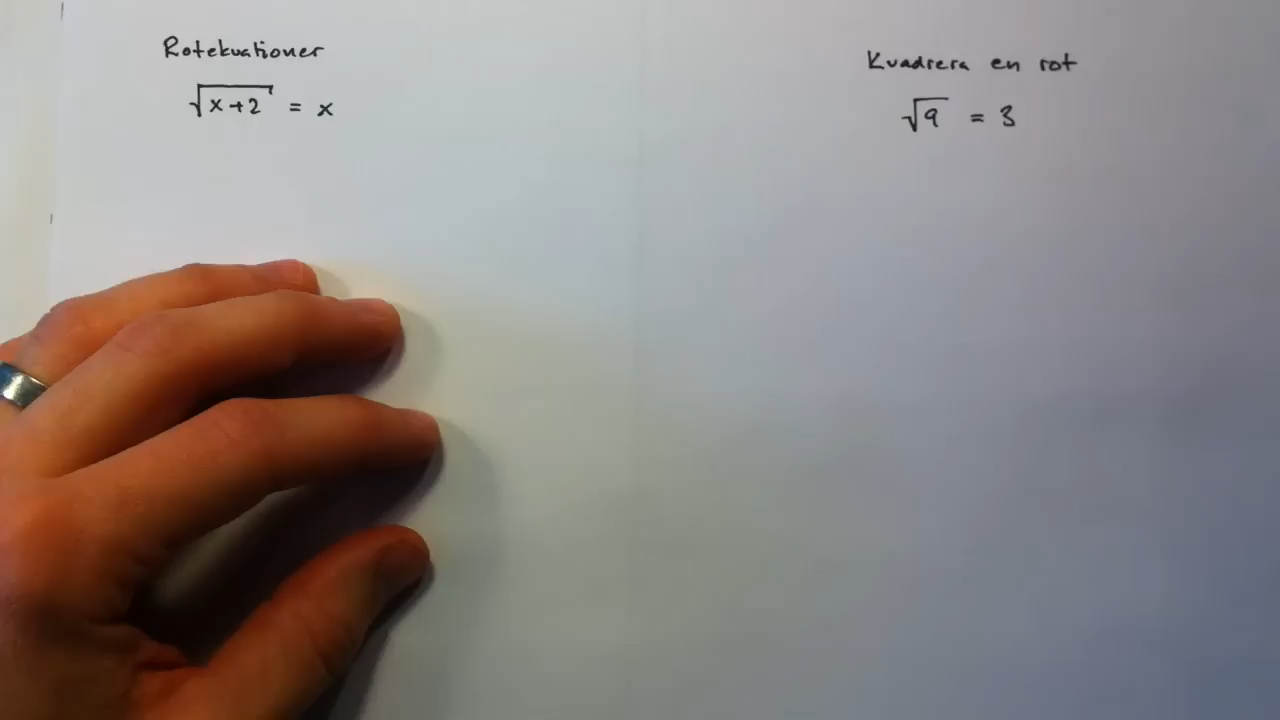 Rotekvationer
√x+2 = x
Kvadrera en rot
√9 = 3